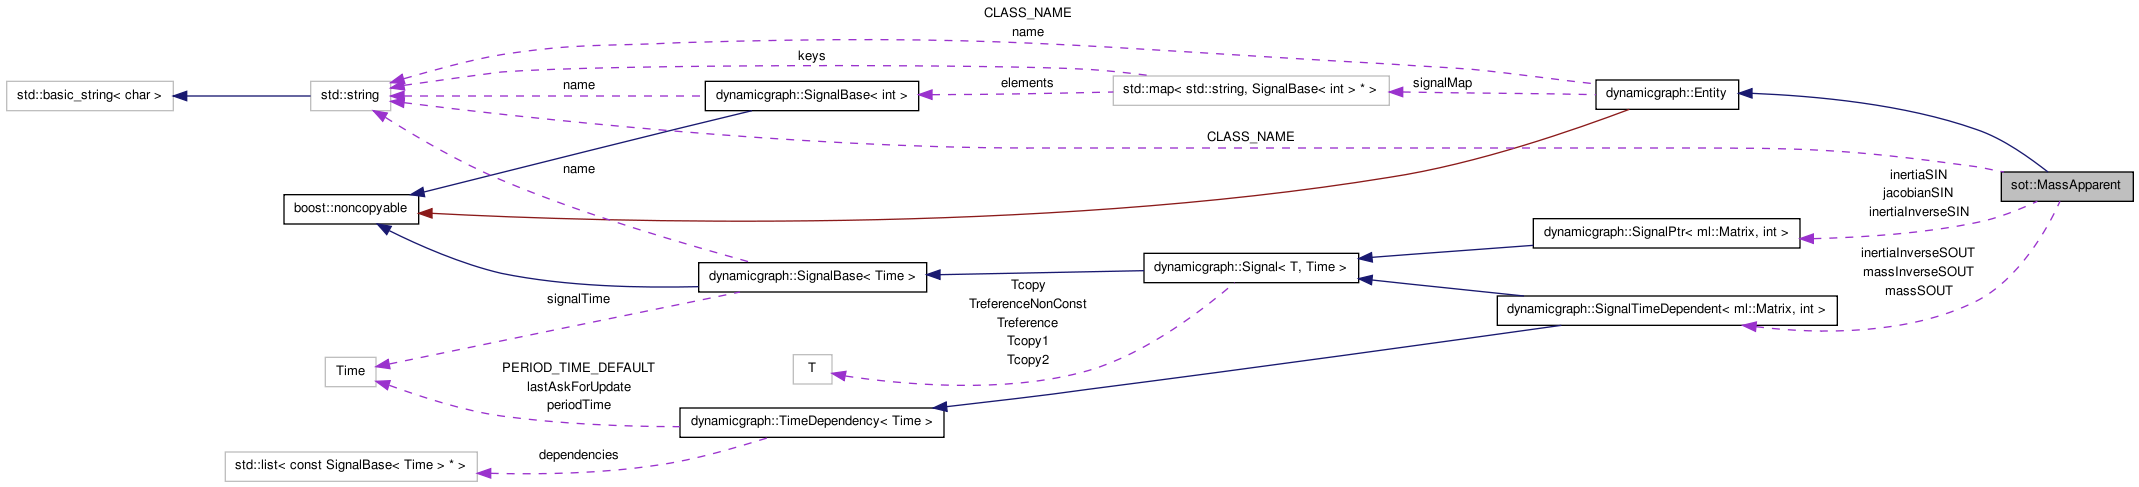 CLASS_NAME
name
keys
signalMap
elements
name
std::basic_string< char >
std::string
dynamicgraph::SignalBase< int >
std::map< std::string, SignalBase< int > * >
dynamicgraph::Entity
CLASS_NAME
name
sot::MassApparent
inertiaSIN
jacobianSIN
inertiaInverseSIN
boost::noncopyable
dynamicgraph::SignalPtr< ml::Matrix, int >
inertiaInverseSOUT
massInverseSOUT
massSOUT
dynamicgraph::SignalBase< Time >
dynamicgraph::Signal< T, Time >
signalTime
Tcopy
TreferenceNonConst
Treference
Tcopy1
Tcopy2
dynamicgraph::SignalTimeDependent< ml::Matrix, int >
Time
T
PERIOD_TIME_DEFAULT
lastAskForUpdate
periodTime
dynamicgraph::TimeDependency< Time >
dependencies
std::list< const SignalBase< Time > * >